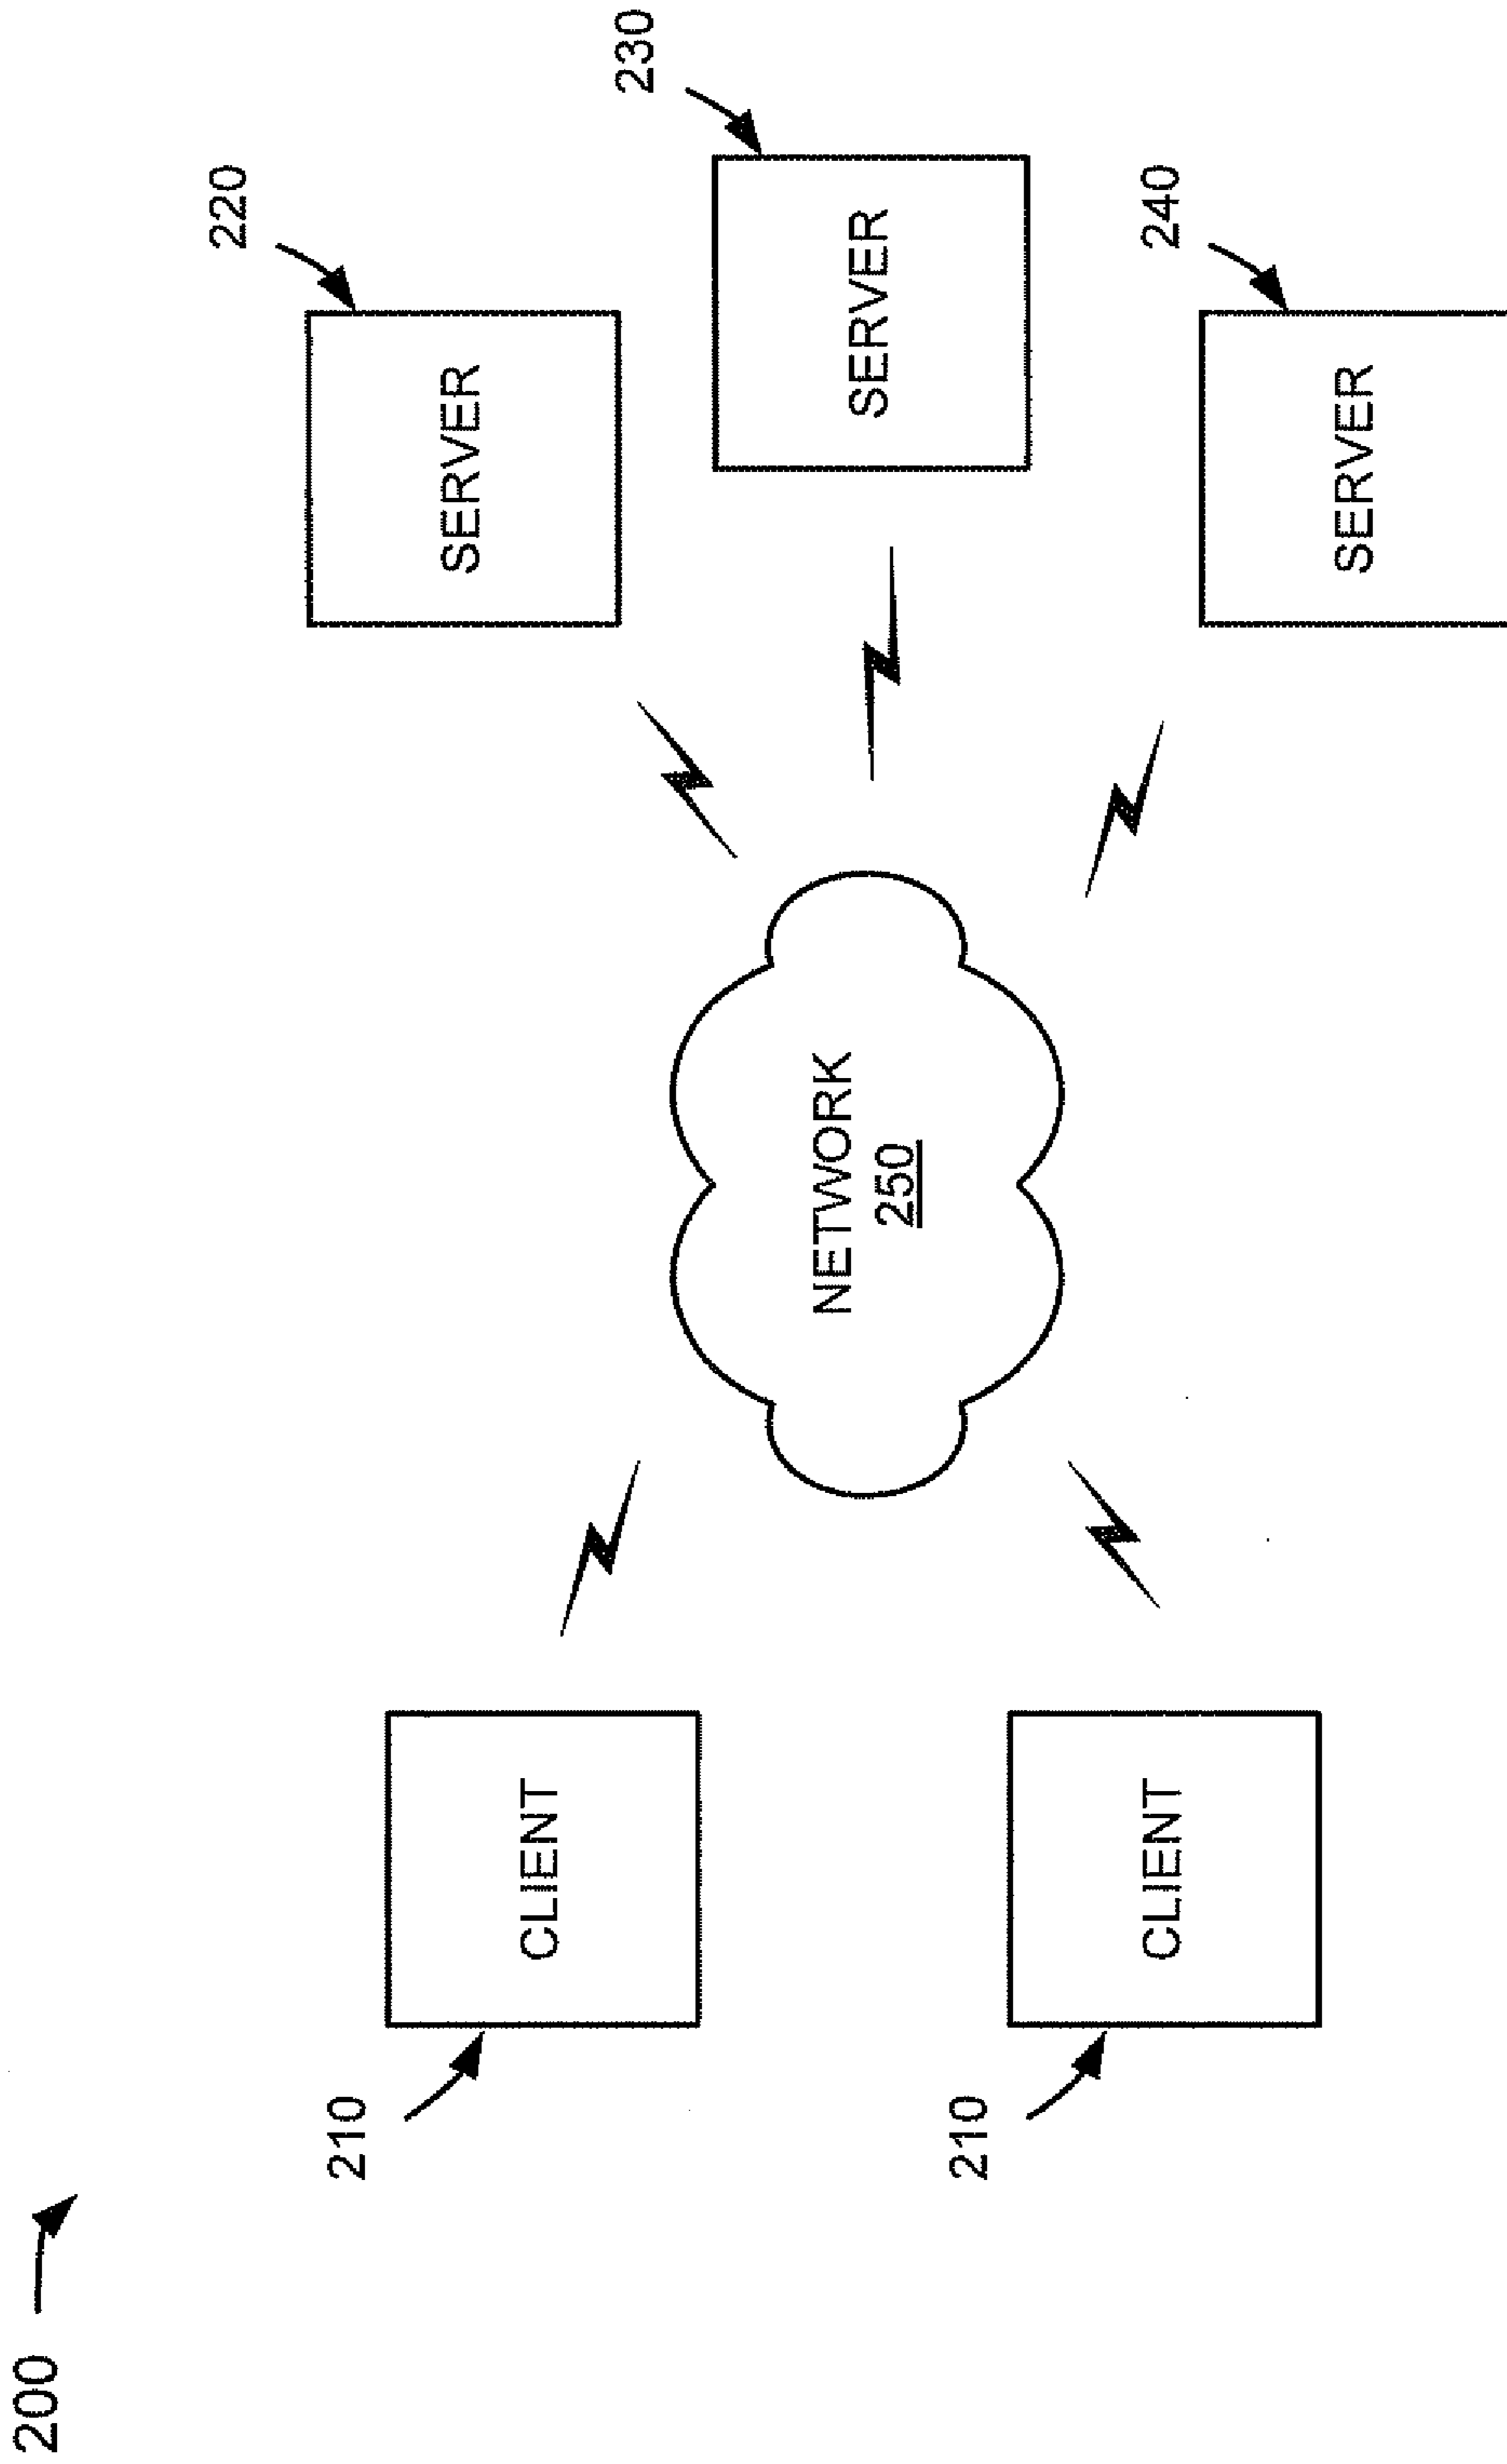 200
210
CLIENT
210
CLIENT
NETWORK
250
220
SERVER
230
SERVER
240
SERVER